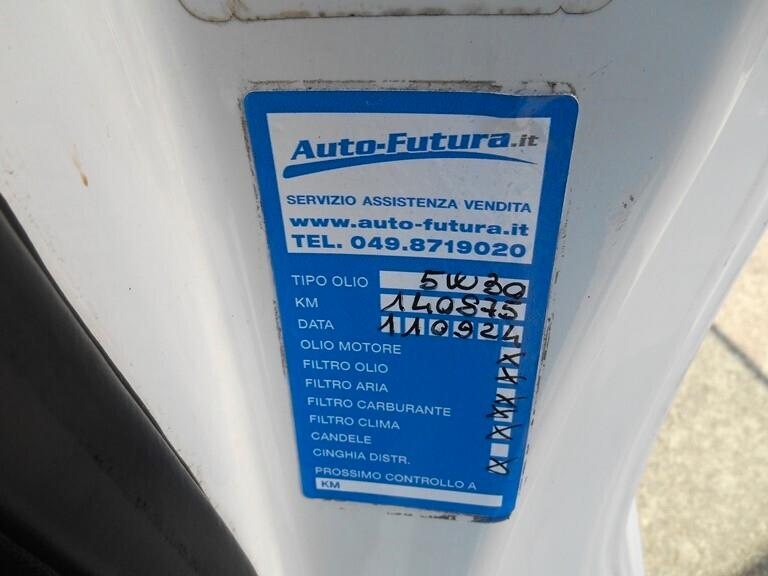 Auto-Futura.it
SERVIZIO ASSISTENZA VENDITA
www.auto-futura.it
TEL. 049.8719020
TIPO OLIO 5W30
KM 140875
DATA 110924
OLIO MOTORE X
FILTRO OLIO X
FILTRO ARIA X
FILTRO CARBURANTE X
FILTRO CLIMA X
CANDELE
CINGHIA DISTR. X
PROSSIMO CONTROLLO A
KM